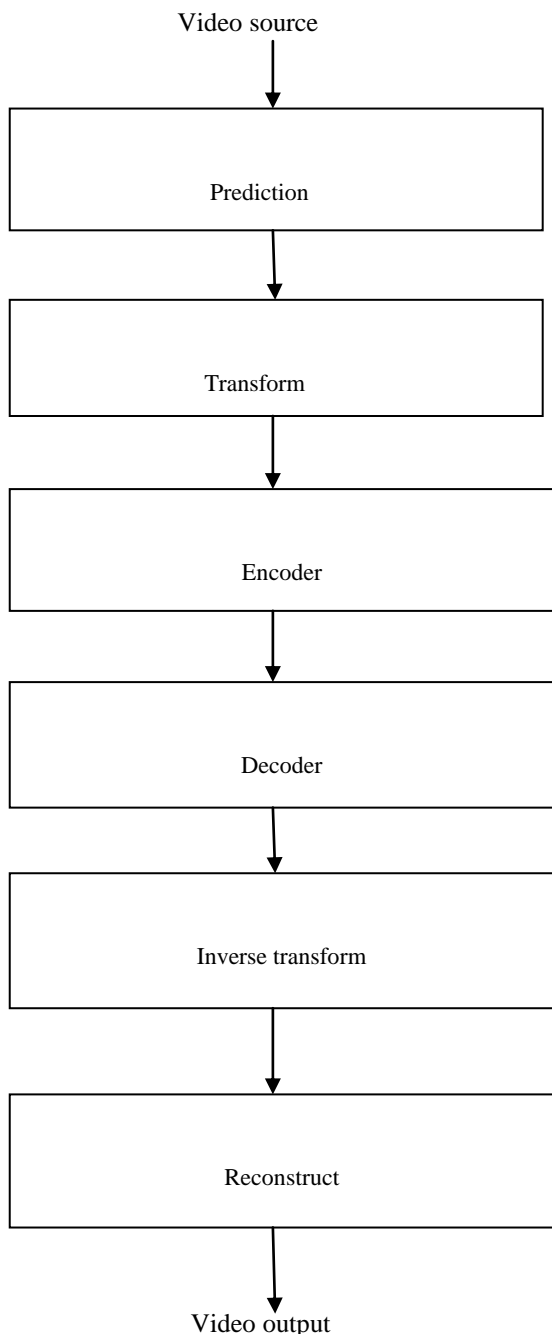 Video source
Prediction
Transform
Encoder
Decoder
Inverse transform
Reconstruct
Video output